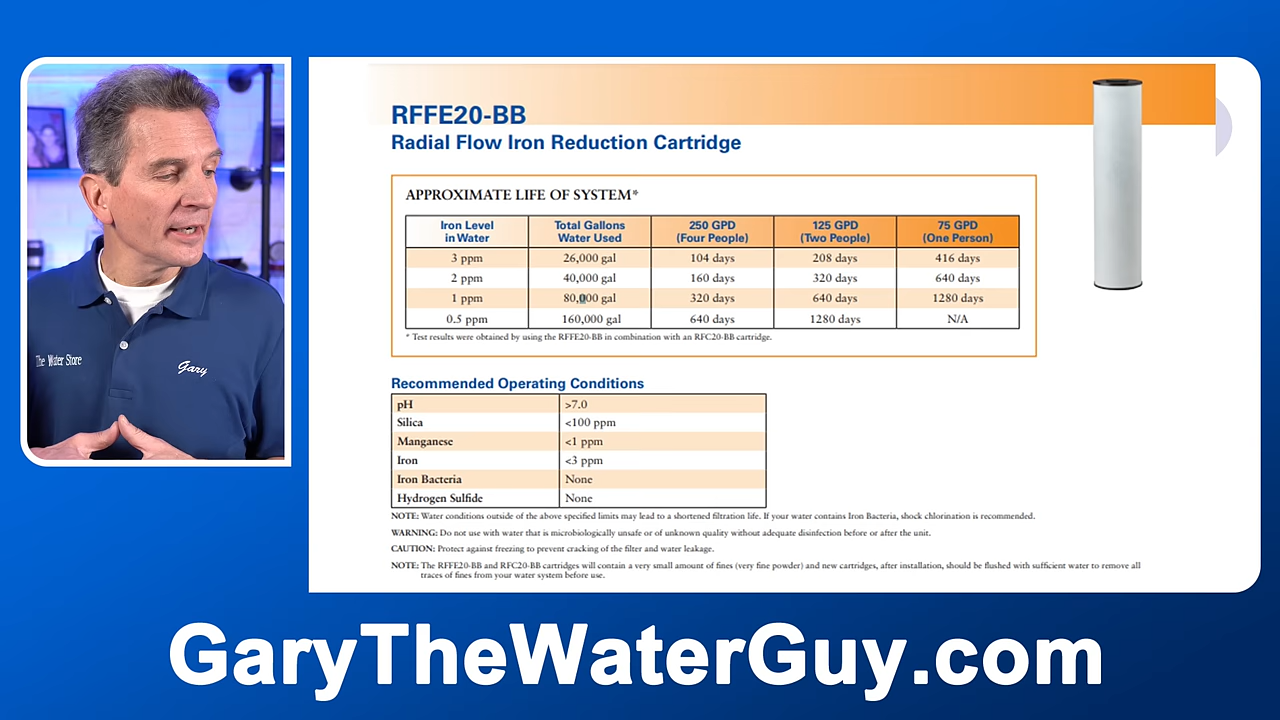 RFFE20-BB
Radial Flow Iron Reduction Cartridge
APPROXIMATE LIFE OF SYSTEM*
Iron Level in Water Total Gallons Water Used 250 GPD (Four People) 125 GPD (Two People) 75 GPD (One Person)
3 ppm 26,000 gal 104 days 208 days 416 days
2 ppm 40,000 gal 160 days 320 days 640 days
1 ppm 80,000 gal 320 days 640 days 1280 days
0.5 ppm 160,000 gal 640 days 1280 days N/A
* Test results were obtained by using the RFFE20-BB in combination with an RFC20-BB cartridge.
Recommended Operating Conditions
pH >7.0
Silica <100 ppm
Manganese <1 ppm
Iron <3 ppm
Iron Bacteria None
Hydrogen Sulfide None
NOTE: Water conditions outside of the above specified limits may lead to a shortened filtration life. If your water contains Iron Bacteria, shock chlorination is recommended.
WARNING: Do not use with water that is microbiologically unsafe or of unknown quality without adequate disinfection before or after the unit.
CAUTION: Protect against freezing to prevent cracking of the filter and water leakage.
NOTE: The RFFE20-BB and RFC20-BB cartridges will contain a very small amount of fines (very fine powder) and new cartridges, after installation, should be flushed with sufficient water to remove all
traces of fines from your water system before use.
The Water Store
Gary
GaryTheWaterGuy.com